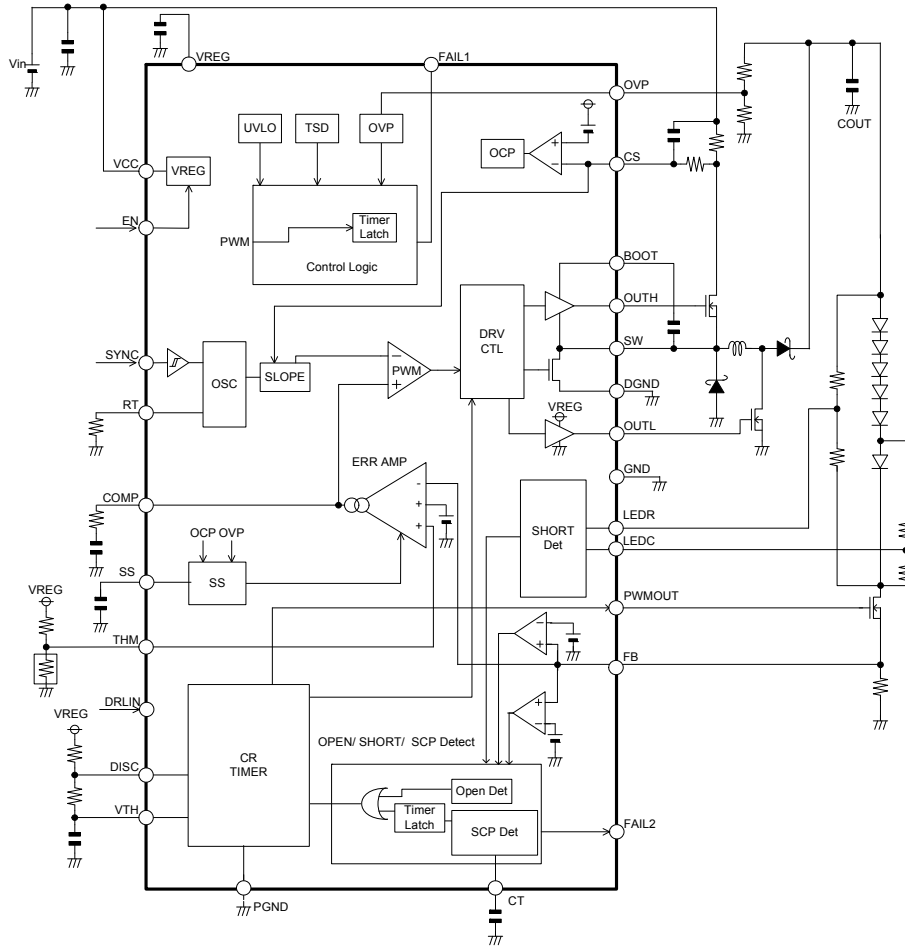 Vin
VREG
FAIL1
OVP
COUT
UVLO
TSD
OVP
OCP
CS
VCC
VREG
EN
PWM
Timer
Latch
Control Logic
BOOT
OUTH
DRV
CTL
SW
SYNC
OSC
SLOPE
PWM
DGND
RT
VREG
OUTL
ERR AMP
GND
COMP
LEDR
SHORT
Det
LEDC
OCP OVP
SS
SS
PWMOUT
VREG
THM
FB
DRLIN
VREG
OPEN/ SHORT/ SCP Detect
CR
TIMER
DISC
Open Det
Timer
Latch
SCP Det
VTH
FAIL2
PGND
CT